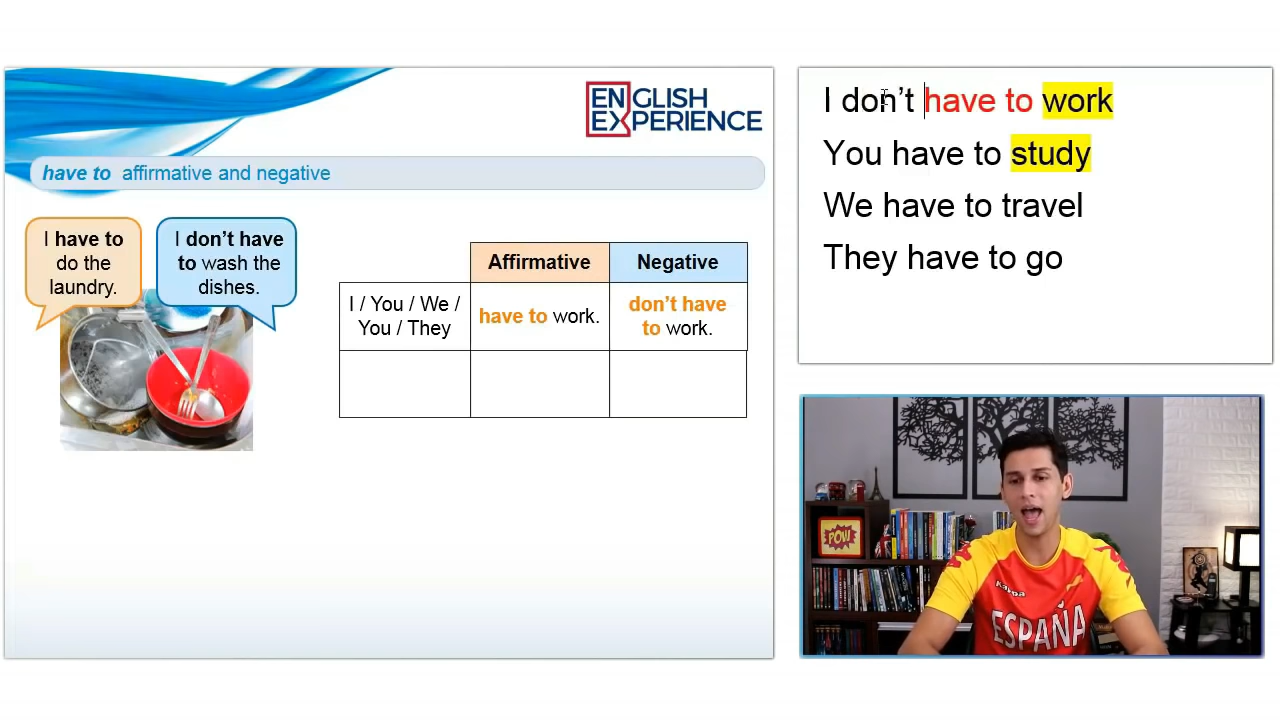 ENGLISH
EXPERIENCE
have to affirmative and negative
I have to
do the
laundry.
I don’t have
to wash the
dishes.
Affirmative
Negative
I / You / We /
You / They
have to work.
don’t have
to work.
I don’t have to work
You have to study
We have to travel
They have to go
POW
Kappa
ESPAÑA